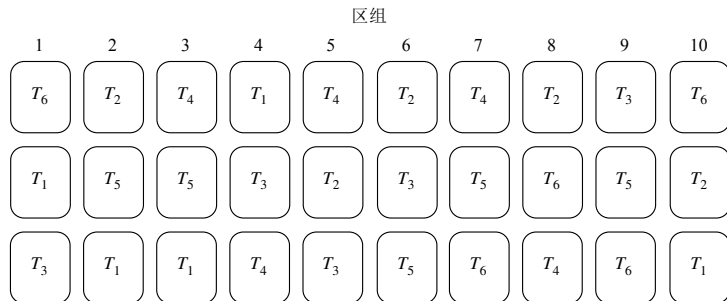 区组
1 2 3 4 5 6 7 8 9 10
T₆ T₂ T₄ T₁ T₄ T₂ T₄ T₂ T₃ T₆
T₁ T₅ T₅ T₃ T₂ T₃ T₅ T₆ T₅ T₂
T₃ T₁ T₁ T₄ T₃ T₅ T₆ T₄ T₆ T₁